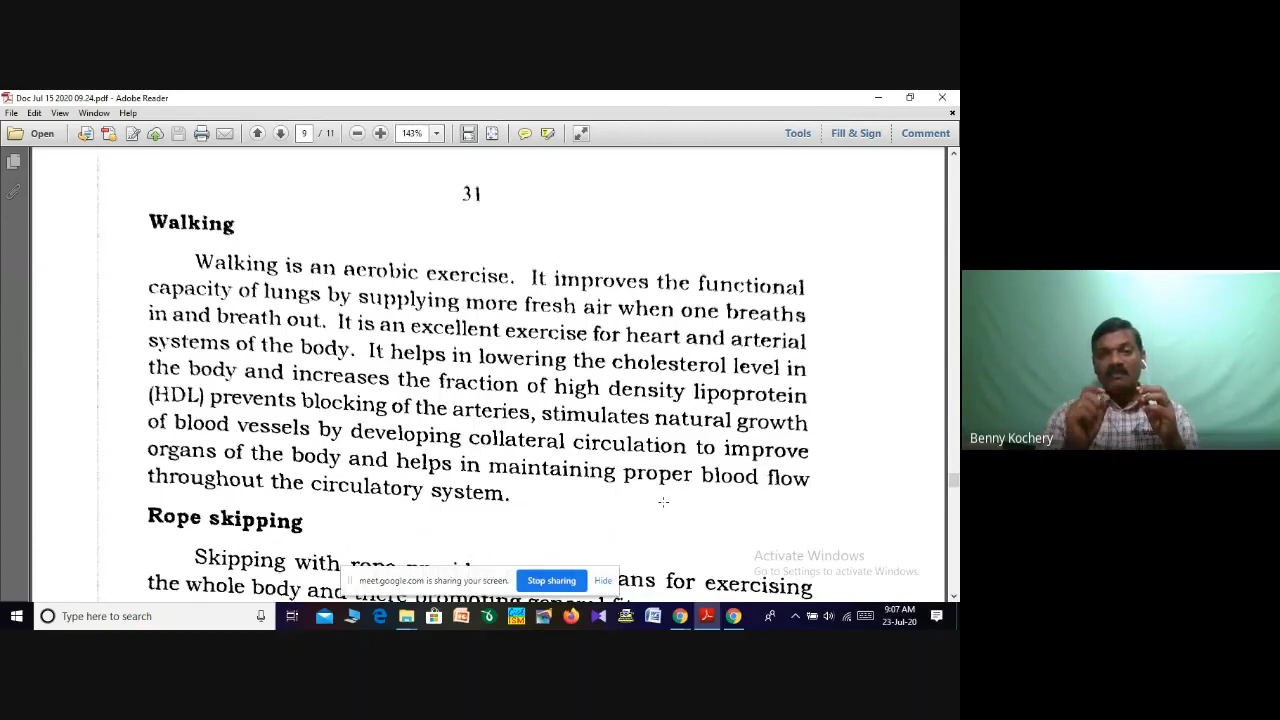 Doc Jul 15 2020 09.24.pdf - Adobe Reader
File Edit View Window Help
Open 9 / 11 143% Tools Fill & Sign Comment
31
Walking
Walking is an aerobic exercise. It improves the functional
capacity of lungs by supplying more fresh air when one breaths
in and breath out. It is an excellent exercise for heart and arterial
systems of the body. It helps in lowering the cholesterol level in
the body and increases the fraction of high density lipoprotein
(HDL) prevents blocking of the arteries, stimulates natural growth
of blood vessels by developing collateral circulation to improve
organs of the body and helps in maintaining proper blood flow
throughout the circulatory system.
Rope skipping
Skipping with rope for exercising
the whole body and
Activate Windows
Go to Settings to activate Windows.
meet.google.com is sharing your screen. Stop sharing Hide
Type here to search
9:07 AM
23-Jul-20
Benny Kochery